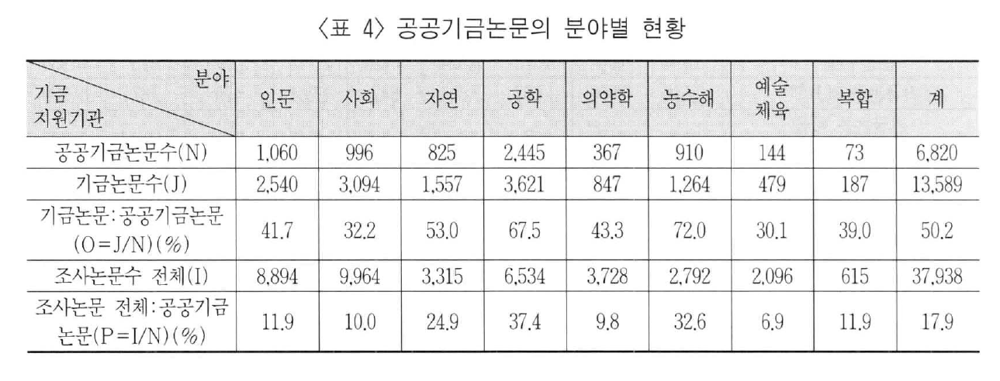 〈표 4〉 공공기금논문의 분야별 현황
분야
기금
지원기관
인문 사회 자연 공학 의약학 농수해 예술 체육 복합 계
공공기금논문수(N) 1,060 996 825 2,445 367 910 144 73 6,820
기금논문수(J) 2,540 3,094 1,557 3,621 847 1,264 479 187 13,589
기금논문:공공기금논문
(O=J/N)(%) 41.7 32.2 53.0 67.5 43.3 72.0 30.1 39.0 50.2
조사논문수 전체(I) 8,894 9,964 3,315 6,534 3,728 2,792 2,096 615 37,938
조사논문 전체:공공기금
논문(P=I/N)(%) 11.9 10.0 24.9 37.4 9.8 32.6 6.9 11.9 17.9